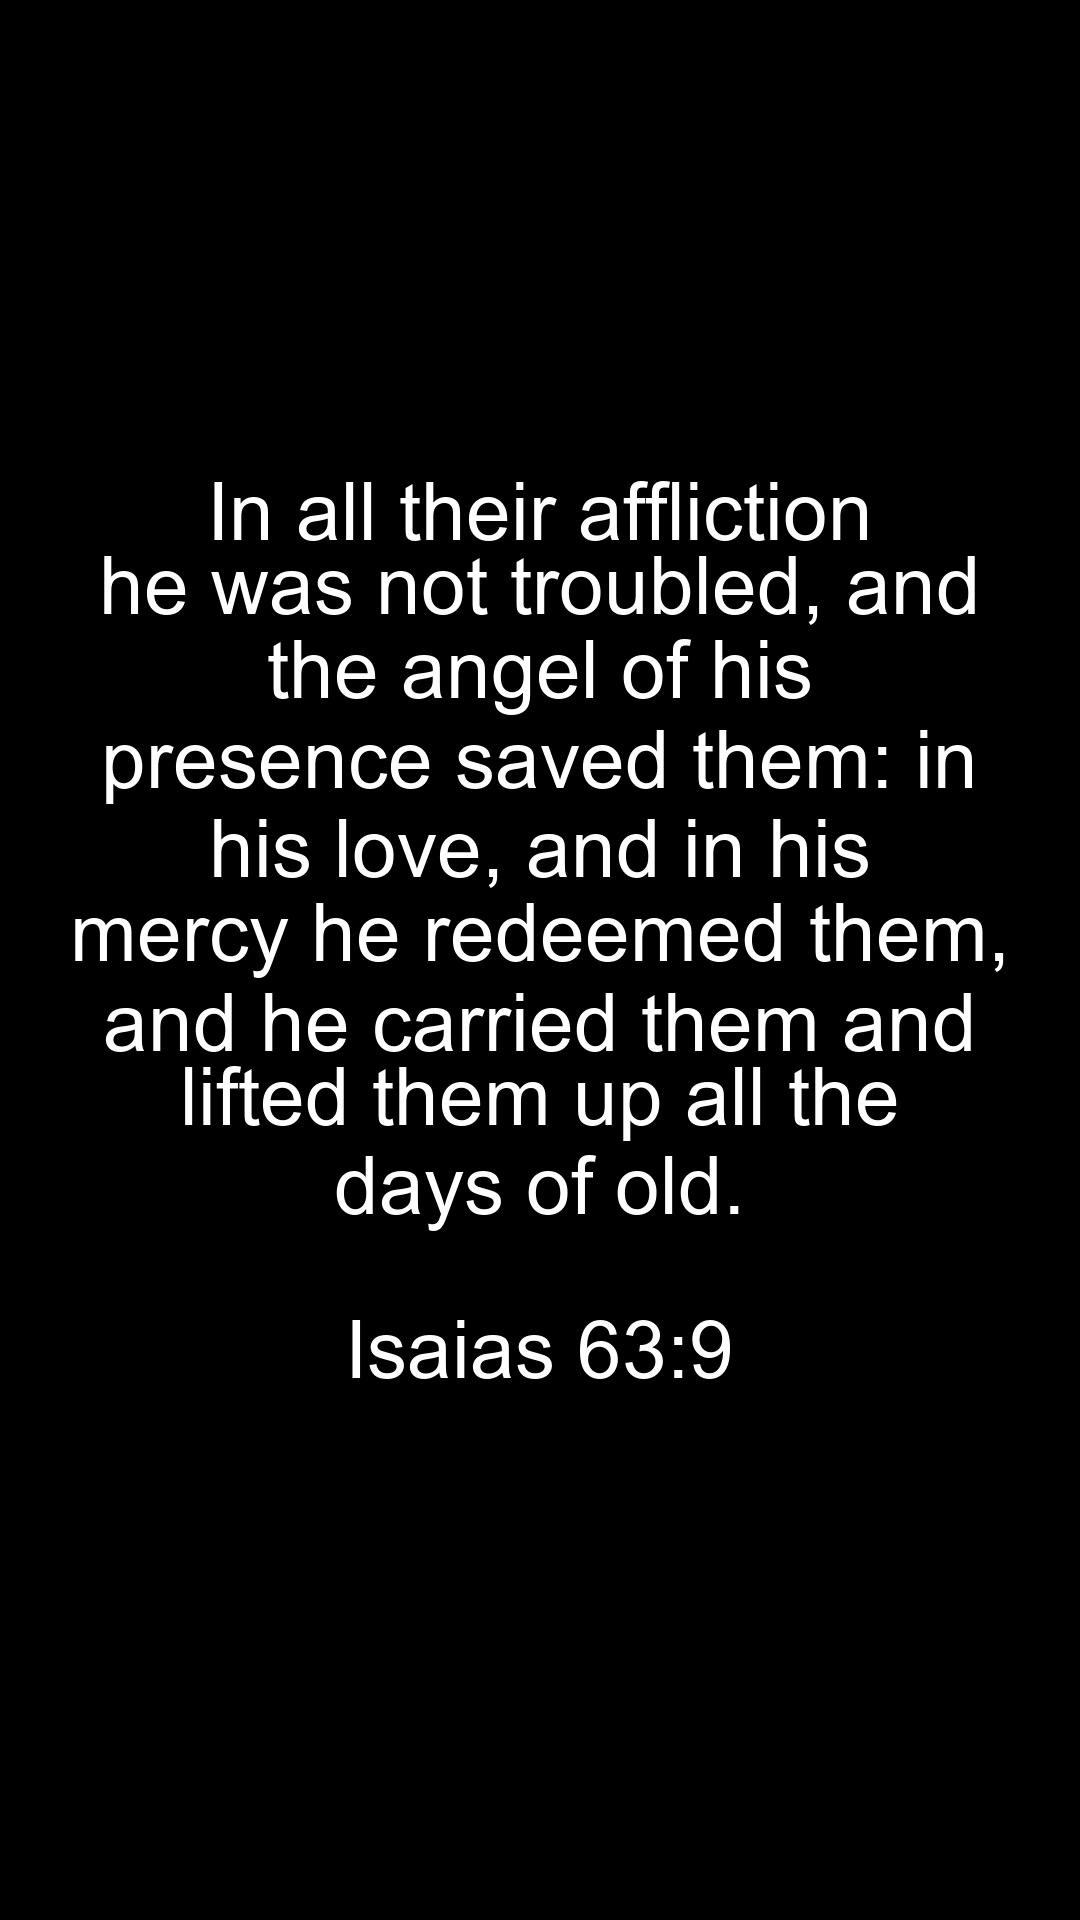 In all their affliction
he was not troubled, and
the angel of his
presence saved them: in
his love, and in his
mercy he redeemed them,
and he carried them and
lifted them up all the
days of old.
Isaias 63:9